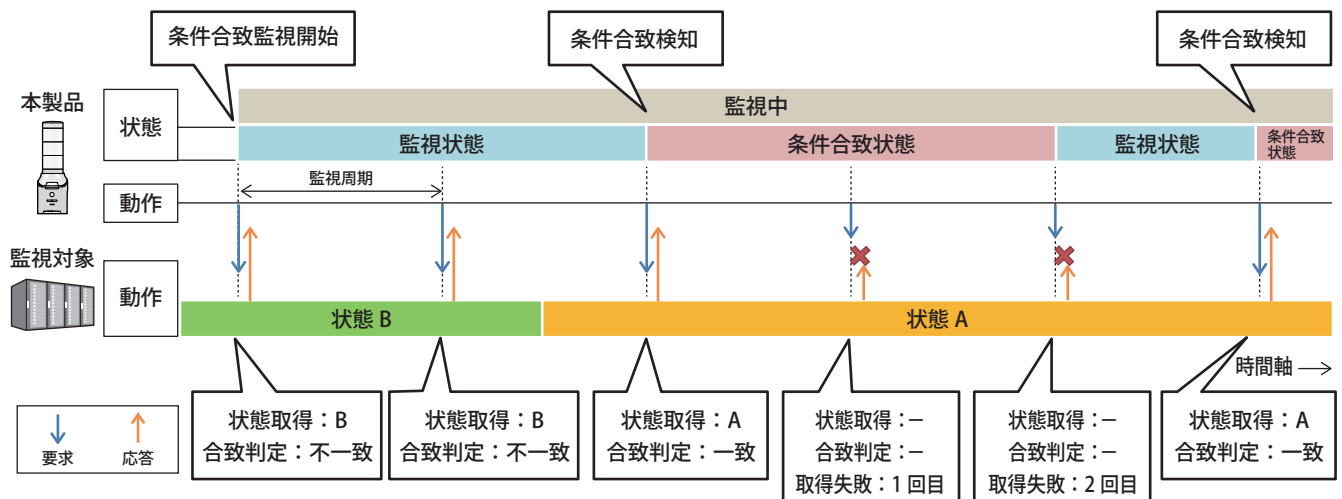 条件合致監視開始
条件合致検知
条件合致検知
本製品
状態
監視中
監視状態
条件合致状態
監視状態
条件合致
状態
監視周期
動作
監視対象
動作
状態 B
状態 A
時間軸
状態取得：B
合致判定：不一致
状態取得：B
合致判定：不一致
状態取得：A
合致判定：一致
状態取得：－
合致判定：－
取得失敗：1 回目
状態取得：－
合致判定：－
取得失敗：2 回目
状態取得：A
合致判定：一致
要求
応答